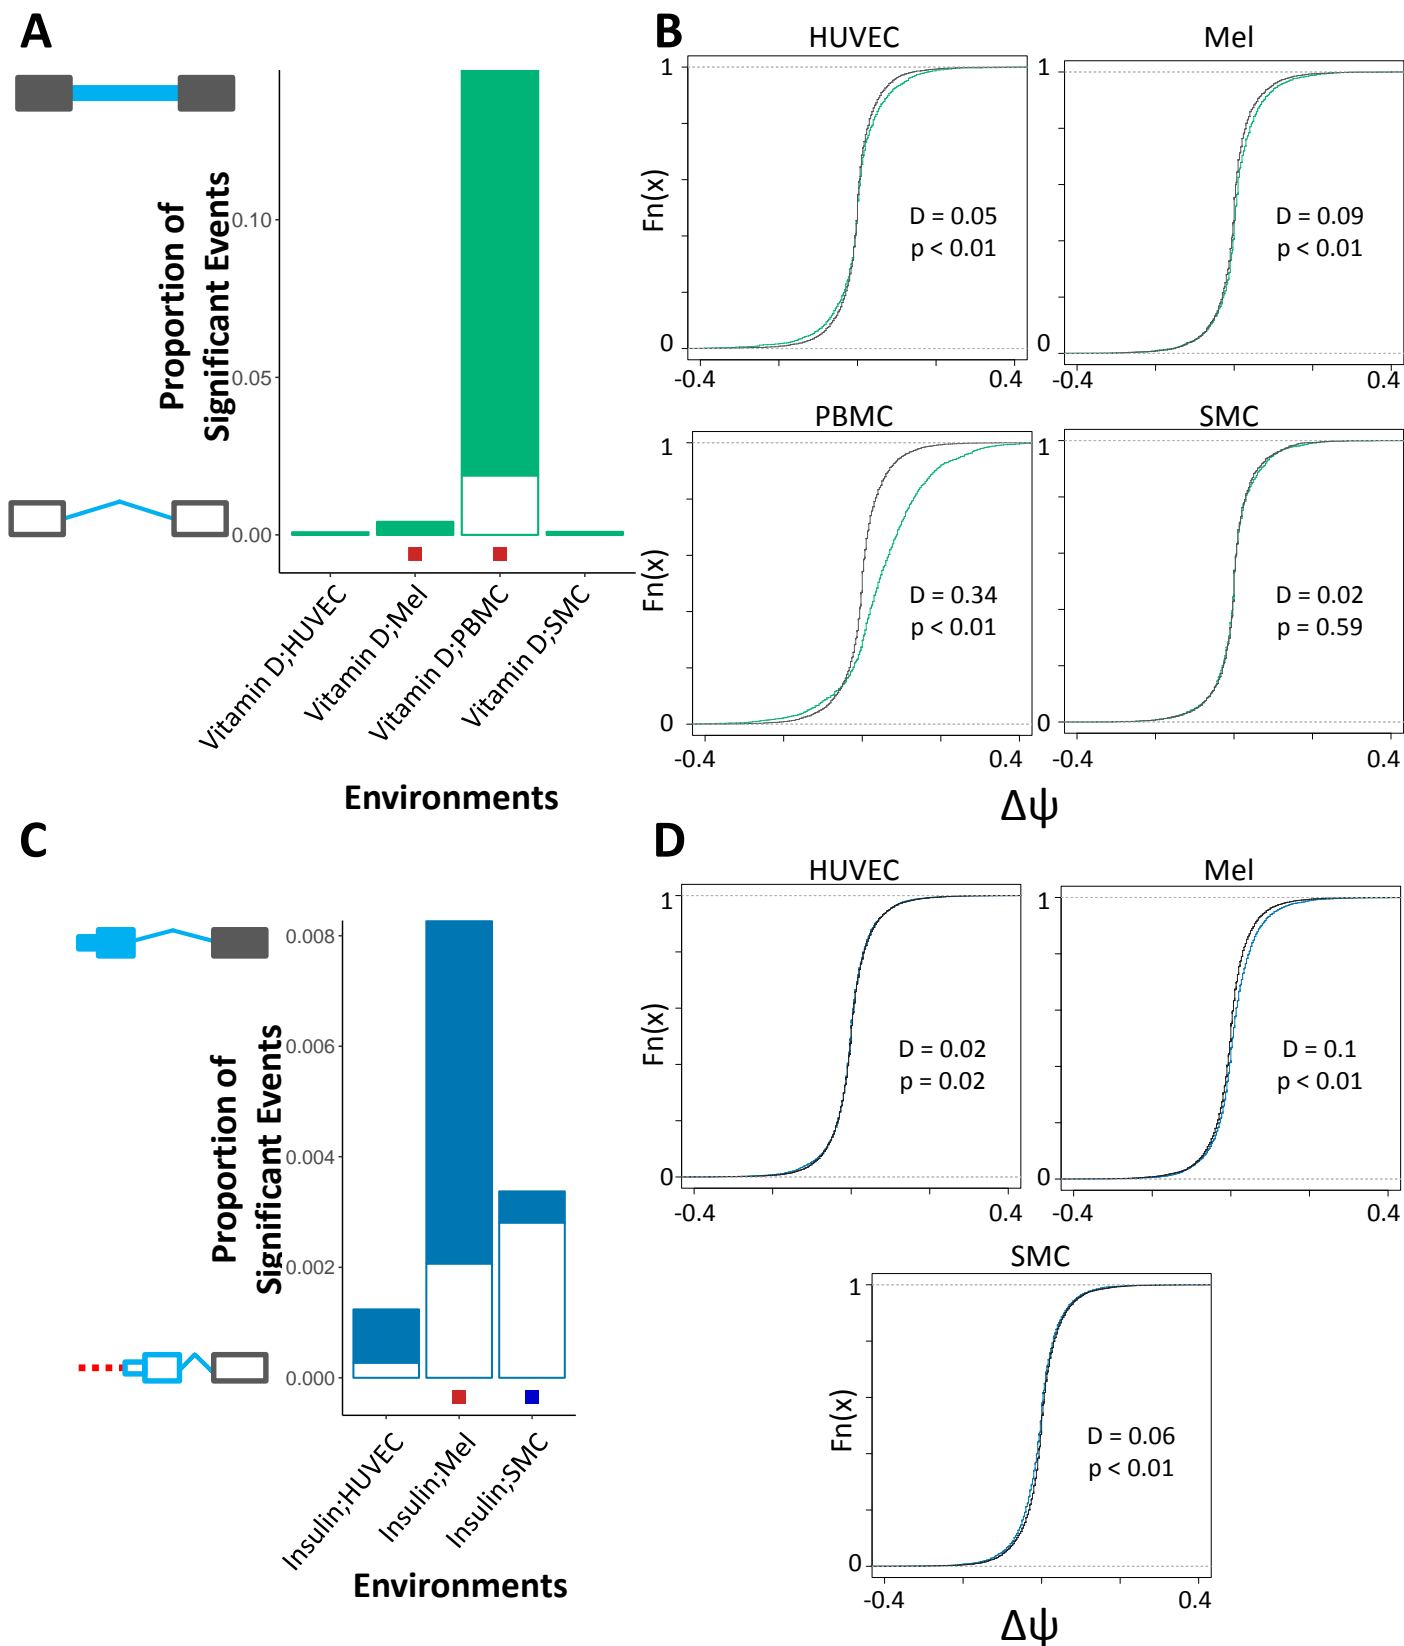 A
Proportion of
Significant Events
0.10
0.05
0.00
Vitamin D;HUVEC
Vitamin D;Mel
Vitamin D;PBMC
Vitamin D;SMC
Environments
B
HUVEC
Fn(x)
1
0
D = 0.05
p < 0.01
-0.4
0.4
Mel
1
0
D = 0.09
p < 0.01
-0.4
0.4
PBMC
Fn(x)
1
0
D = 0.34
p < 0.01
-0.4
0.4
SMC
1
0
D = 0.02
p = 0.59
-0.4
0.4
Δψ
C
Proportion of
Significant Events
0.008
0.006
0.004
0.002
0.000
Insulin;HUVEC
Insulin;Mel
Insulin;SMC
Environments
D
HUVEC
Fn(x)
1
0
D = 0.02
p = 0.02
-0.4
0.4
Mel
1
0
D = 0.1
p < 0.01
-0.4
0.4
SMC
Fn(x)
1
0
D = 0.06
p < 0.01
-0.4
0.4
Δψ